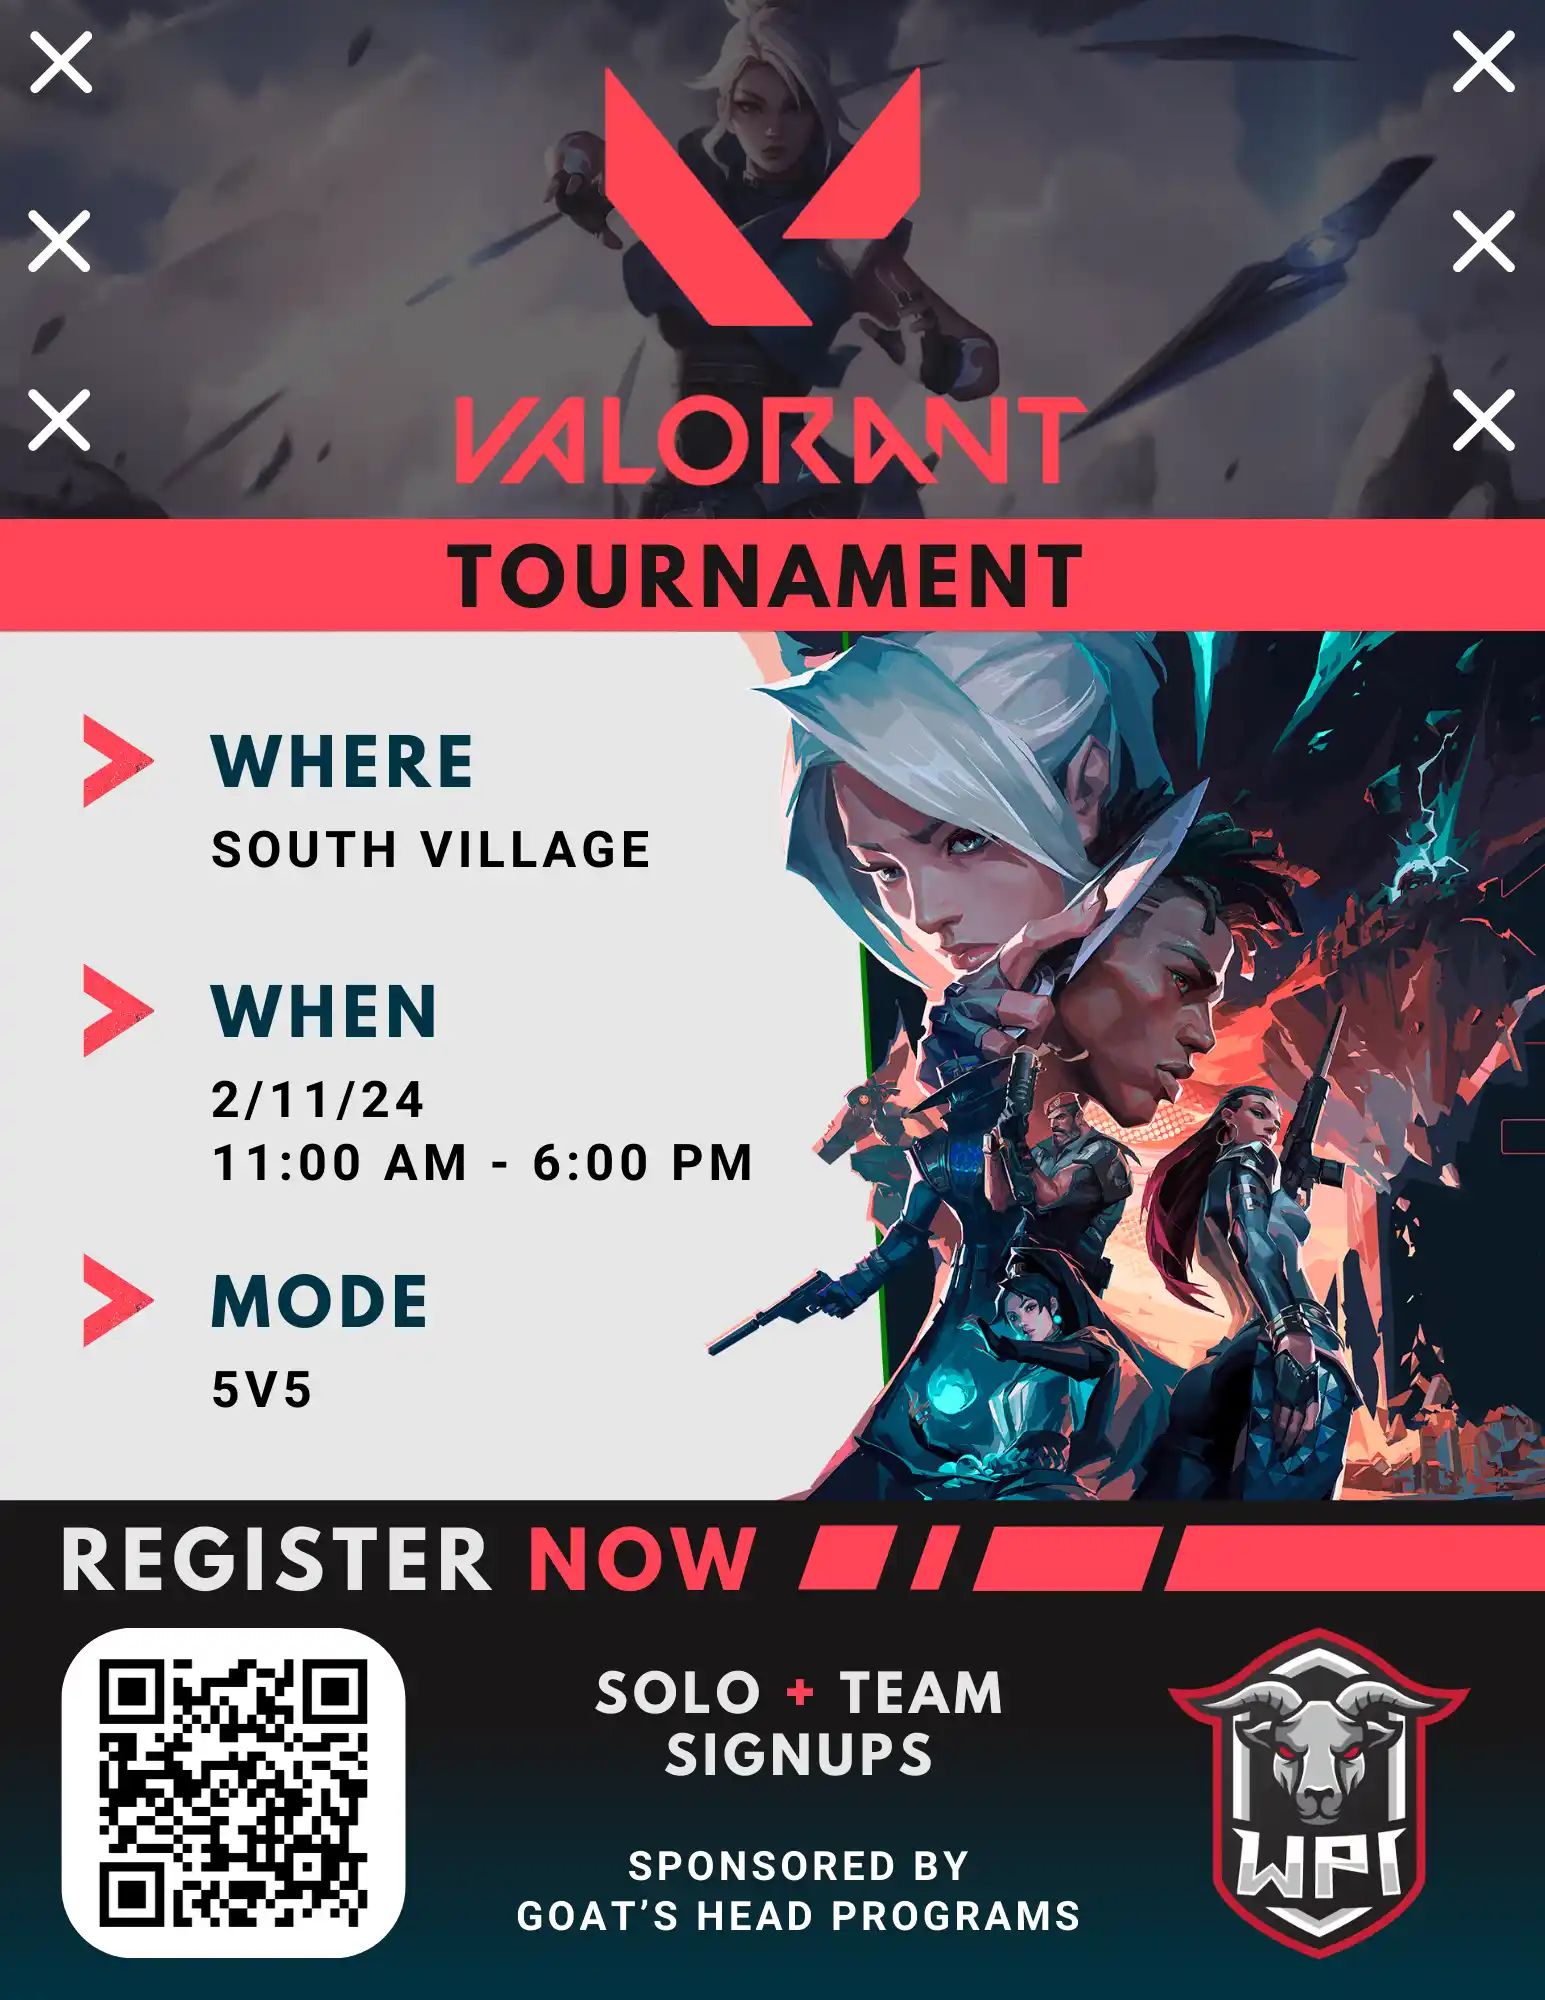 VALORANT
TOURNAMENT
WHERE
SOUTH VILLAGE
WHEN
2/11/24
11:00 AM - 6:00 PM
MODE
5V5
REGISTER NOW
SOLO + TEAM
SIGNUPS
SPONSORED BY
GOAT’S HEAD PROGRAMS
WPI